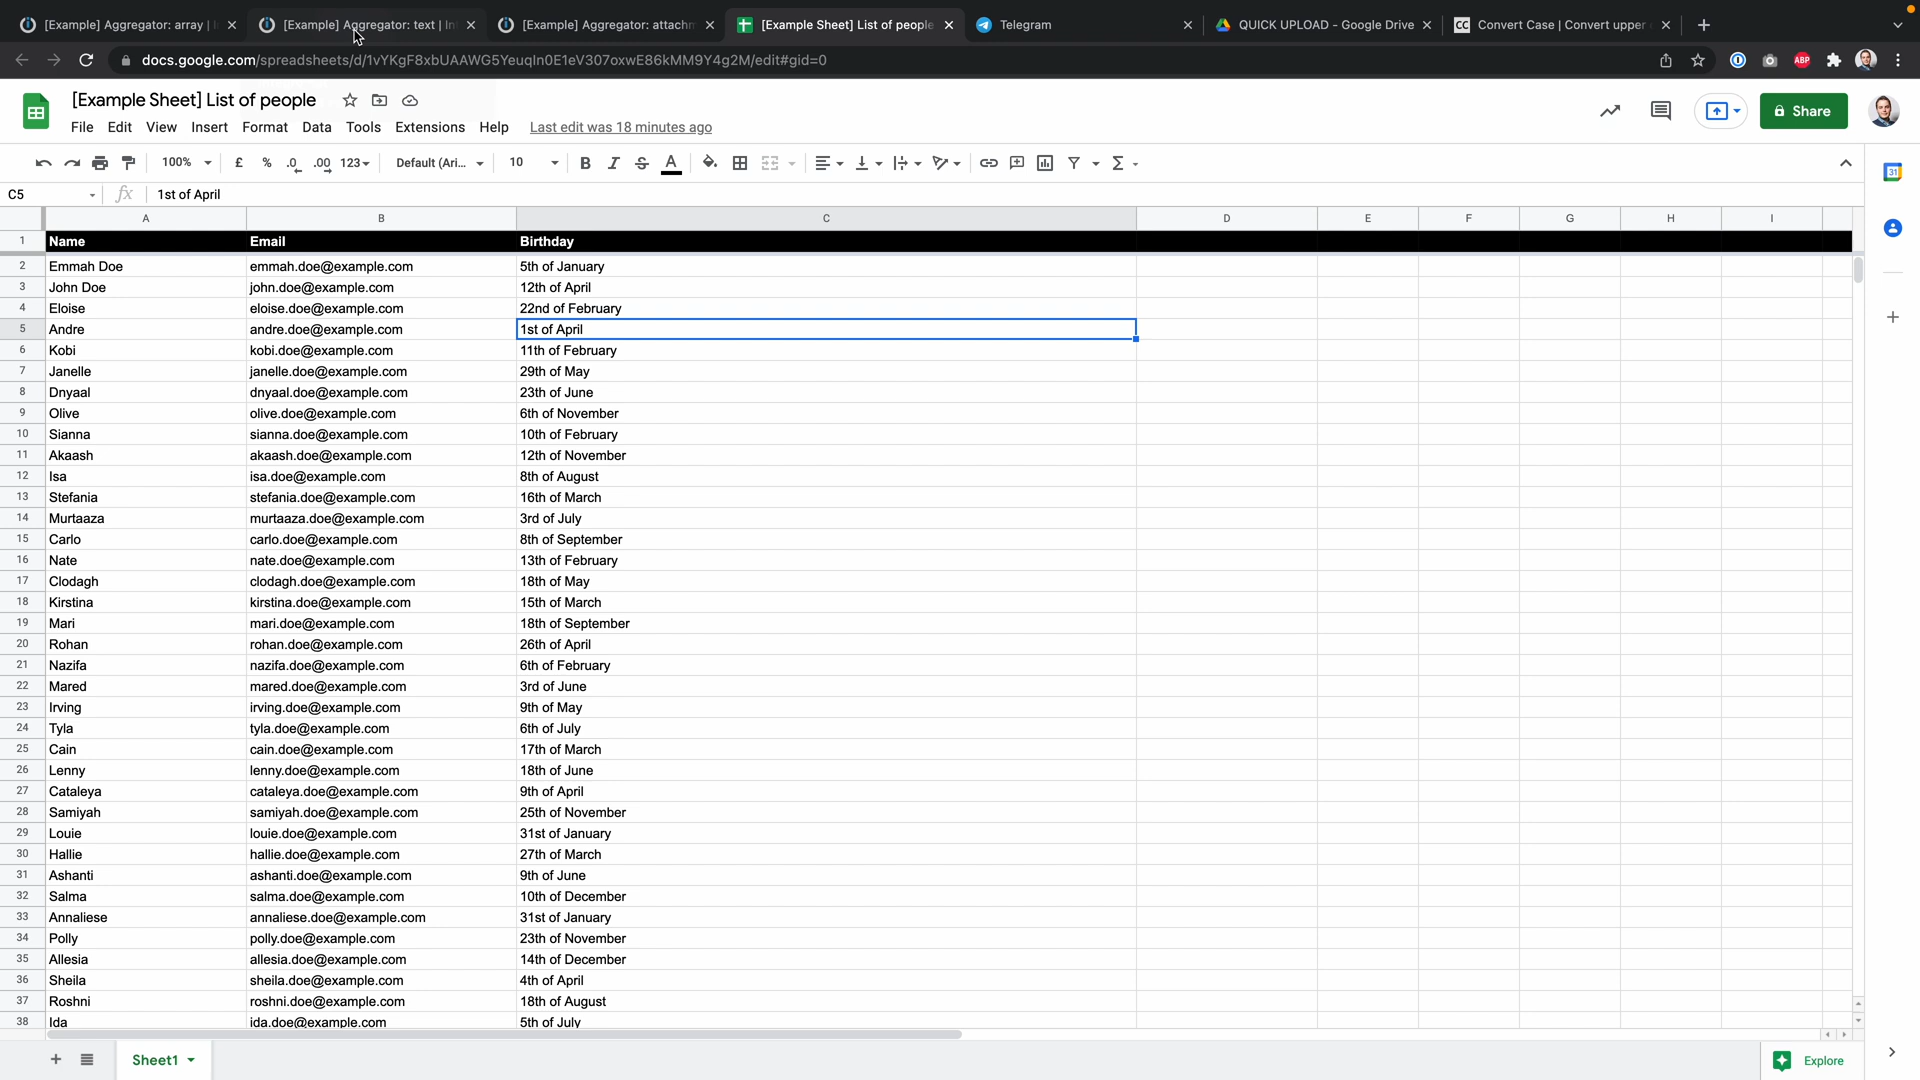 [Example] Aggregator: array | I
[Example] Aggregator: text | In
[Example] Aggregator: attachm
[Example Sheet] List of people
Telegram
QUICK UPLOAD - Google Drive
CC Convert Case | Convert upper
docs.google.com/spreadsheets/d/1vYKgF8xbUAAWG5YeuqIn0E1eV307oxwE86kMM9Y4g2M/edit#gid=0
ABP
[Example Sheet] List of people
Share
File Edit View Insert Format Data Tools Extensions Help Last edit was 18 minutes ago
100% £ % .0 .00 123 Default (Ari... 10 B I S A Σ
31
C5 fx 1st of April
A B C D E F G H I
1 Name Email Birthday
2 Emmah Doe emmah.doe@example.com 5th of January
3 John Doe john.doe@example.com 12th of April
4 Eloise eloise.doe@example.com 22nd of February
5 Andre andre.doe@example.com 1st of April
6 Kobi kobi.doe@example.com 11th of February
7 Janelle janelle.doe@example.com 29th of May
8 Dnyaal dnyaal.doe@example.com 23th of June
9 Olive olive.doe@example.com 6th of November
10 Sianna sianna.doe@example.com 10th of February
11 Akaash akaash.doe@example.com 12th of November
12 Isa isa.doe@example.com 8th of August
13 Stefania stefania.doe@example.com 16th of March
14 Murtaaza murtaaza.doe@example.com 3rd of July
15 Carlo carlo.doe@example.com 8th of September
16 Nate nate.doe@example.com 13th of February
17 Clodagh clodagh.doe@example.com 18th of May
18 Kirstina kirstina.doe@example.com 15th of March
19 Mari mari.doe@example.com 18th of September
20 Rohan rohan.doe@example.com 26th of April
21 Nazifa nazifa.doe@example.com 6th of February
22 Mared mared.doe@example.com 3rd of June
23 Irving irving.doe@example.com 9th of May
24 Tyla tyla.doe@example.com 6th of July
25 Cain cain.doe@example.com 17th of March
26 Lenny lenny.doe@example.com 18th of June
27 Cataleya cataleya.doe@example.com 9th of April
28 Samiyah samiyah.doe@example.com 25th of November
29 Louie louie.doe@example.com 31st of January
30 Hallie hallie.doe@example.com 27th of March
31 Ashanti ashanti.doe@example.com 9th of June
32 Salma salma.doe@example.com 10th of December
33 Annaliese annaliese.doe@example.com 31st of January
34 Polly polly.doe@example.com 23th of November
35 Allesia allesia.doe@example.com 14th of December
36 Sheila sheila.doe@example.com 4th of April
37 Roshni roshni.doe@example.com 18th of August
38 Ida ida.doe@example.com 5th of July
Sheet1
Explore